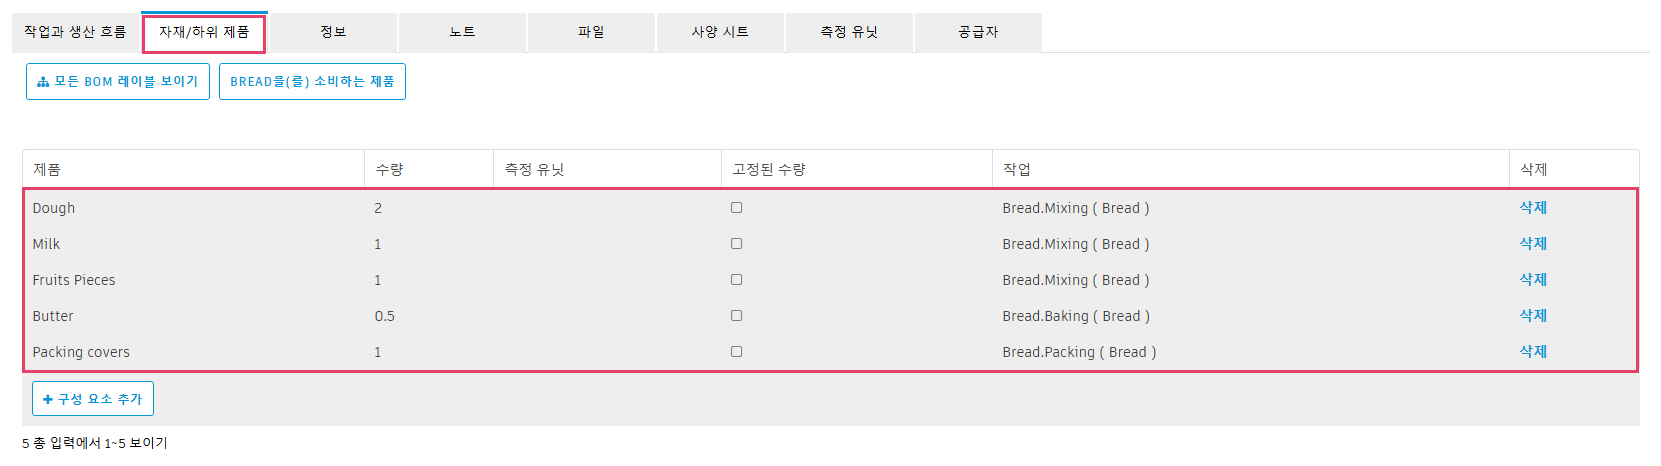 작업과 생산 흐름 자재/하위 제품 정보 노트 파일 사양 시트 측정 유닛 공급자
모든 BOM 레이블 보이기 BREAD을(를) 소비하는 제품
제품 수량 측정 유닛 고정된 수량 작업 삭제
Dough 2 Bread.Mixing ( Bread ) 삭제
Milk 1 Bread.Mixing ( Bread ) 삭제
Fruits Pieces 1 Bread.Mixing ( Bread ) 삭제
Butter 0.5 Bread.Baking ( Bread ) 삭제
Packing covers 1 Bread.Packing ( Bread ) 삭제
+ 구성 요소 추가
5 총 입력에서 1~5 보이기